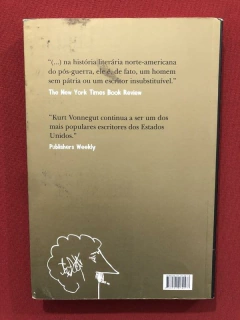 "(...) na história literária norte-americana
do pós-guerra, ele é, de fato, um homem
sem pátria ou um escritor insubstituível."
The New York Times Book Review
"Kurt Vonnegut continua a ser um dos
mais populares escritores dos Estados
Unidos."
Publishers Weekly